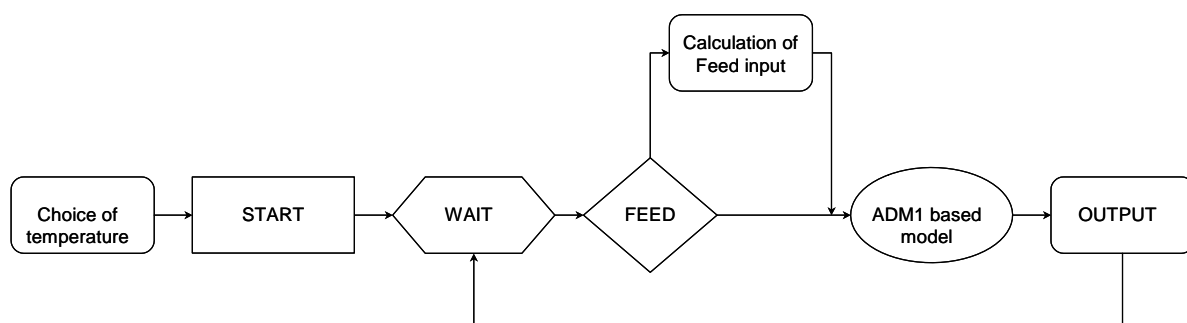 Calculation of
Feed input
Choice of
temperature
START
WAIT
FEED
ADM1 based
model
OUTPUT